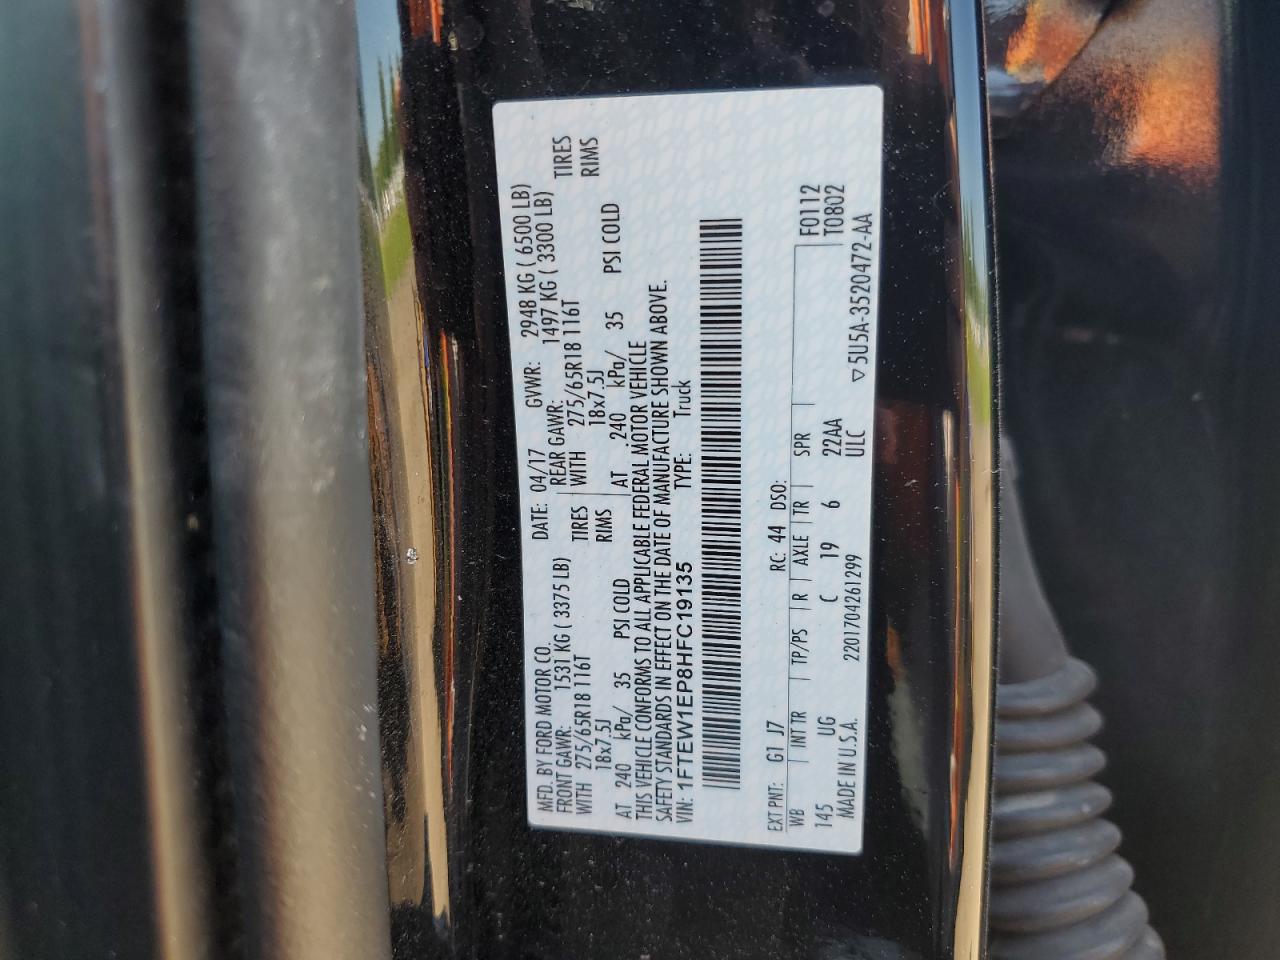 MFD. BY FORD MOTOR CO.
DATE: 04/17 GVWR: 2948 KG ( 6500 LB)
FRONT GAWR: 1531 KG ( 3375 LB) REAR GAWR: 1497 KG ( 3300 LB)
WITH 275/65R18 116T TIRES WITH 275/65R18 116T TIRES
18x7.5J RIMS 18x7.5J RIMS
AT 240 kPa/ 35 PSI COLD AT 240 kPa/ 35 PSI COLD
THIS VEHICLE CONFORMS TO ALL APPLICABLE FEDERAL MOTOR VEHICLE
SAFETY STANDARDS IN EFFECT ON THE DATE OF MANUFACTURE SHOWN ABOVE.
VIN: 1FTEW1EP8HFC19135 TYPE: Truck
EXT PNT: G1 J7 RC: 44 DSO:
WB INT TR TP/PS R AXLE TR SPR F0112
145 UG C 19 6 22AA T0802
MADE IN U.S.A. 2201704261299 ULC ▽ 5U5A-3520472-AA